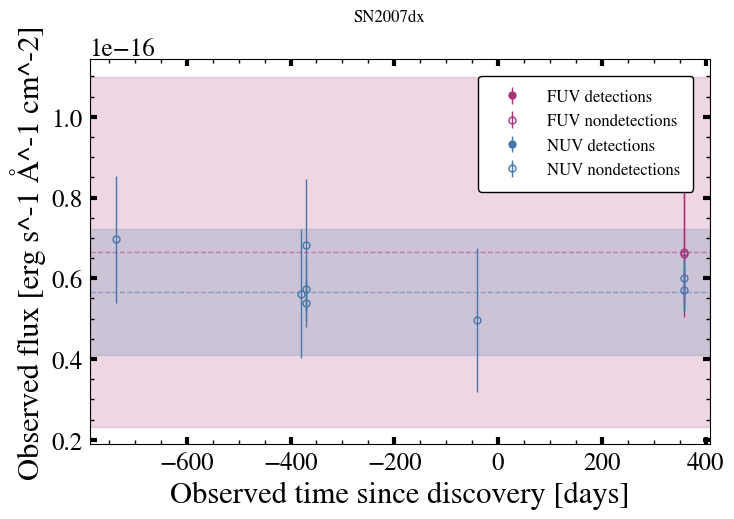 SN2007dx
1e−16
Observed flux [erg s^-1 Å^-1 cm^-2]
1.0
0.8
0.6
0.4
0.2
FUV detections
FUV nondetections
NUV detections
NUV nondetections
−600 −400 −200 0 200 400
Observed time since discovery [days]